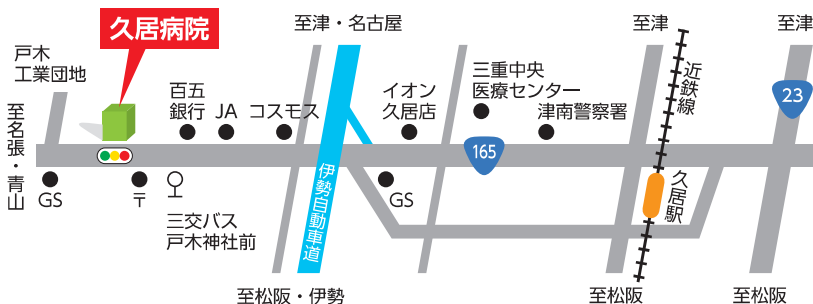 久居病院
至津・名古屋
至津
至津
戸木
工業団地
百五
銀行
JA
コスモス
イオン
久居店
三重中央
医療センター
津南警察署
近鉄線
23
至名張・青山
165
伊勢自動車道
久居駅
GS
〒
GS
三交バス
戸木神社前
至松阪・伊勢
至松阪
至松阪